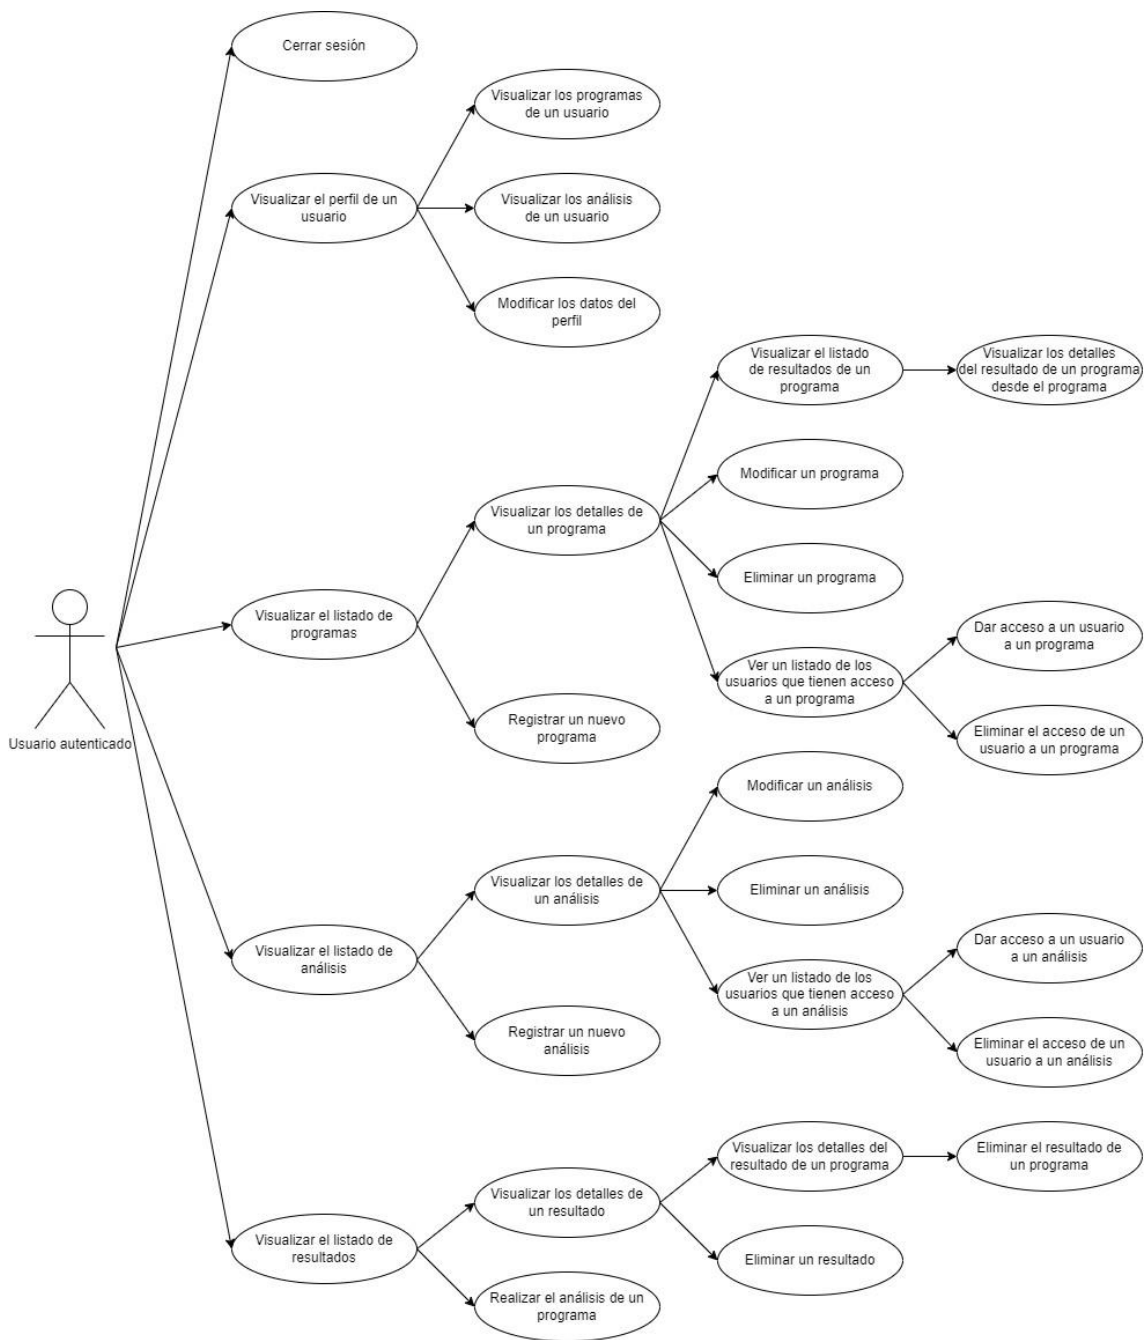 Cerrar sesión
Visualizar los programas
de un usuario
Visualizar el perfil de un
usuario
Visualizar los análisis
de un usuario
Modificar los datos del
perfil
Visualizar el listado
de resultados de un
programa
Visualizar los detalles
del resultado de un programa
desde el programa
Modificar un programa
Visualizar los detalles de
un programa
Eliminar un programa
Visualizar el listado de
programas
Dar acceso a un usuario
a un programa
Ver un listado de los
usuarios que tienen acceso
a un programa
Eliminar el acceso de un
usuario a un programa
Registrar un nuevo
programa
Usuario autenticado
Modificar un análisis
Visualizar los detalles de
un análisis
Eliminar un análisis
Visualizar el listado de
análisis
Dar acceso a un usuario
a un análisis
Ver un listado de los
usuarios que tienen acceso
a un análisis
Eliminar el acceso de un
usuario a un análisis
Registrar un nuevo
análisis
Visualizar los detalles del
resultado de un programa
Eliminar el resultado de
un programa
Visualizar los detalles de
un resultado
Visualizar el listado de
resultados
Eliminar un resultado
Realizar el análisis de un
programa